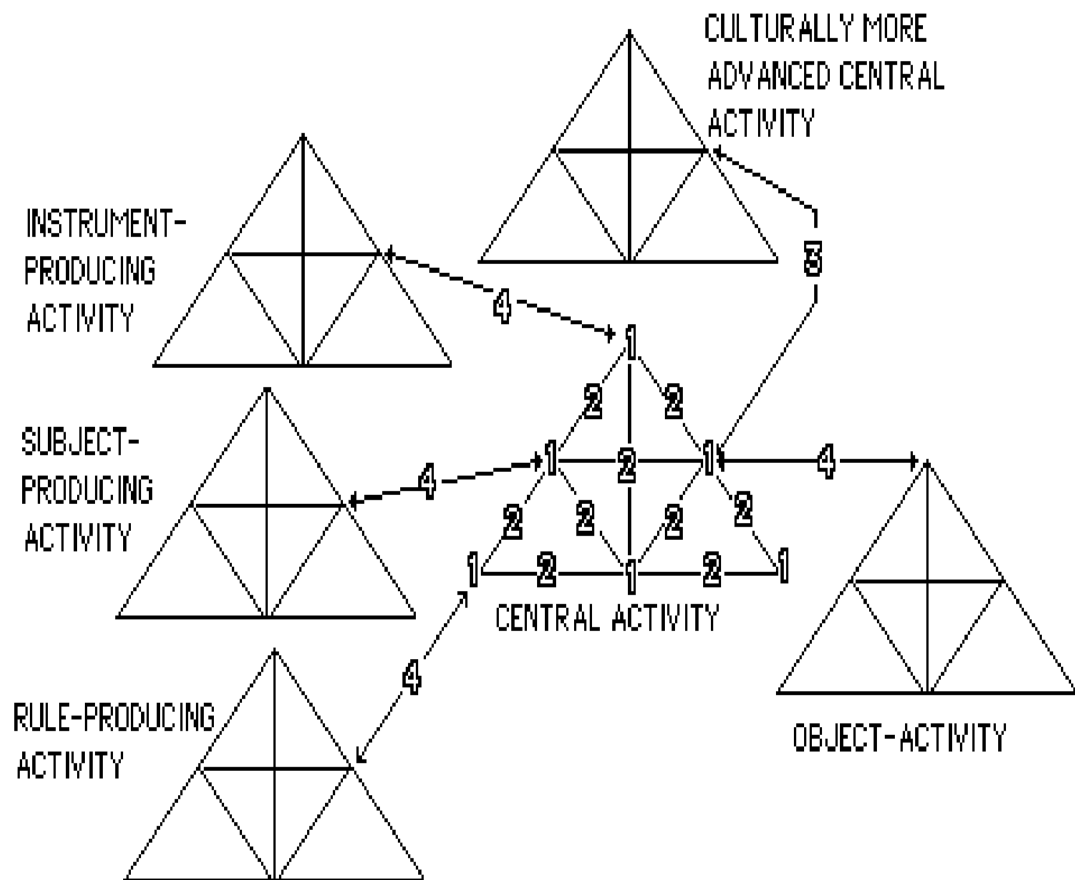 CULTURALLY MORE
ADVANCED CENTRAL
ACTIVITY
INSTRUMENT-
PRODUCING
ACTIVITY
3
4
1
2 2
SUBJECT-
PRODUCING
ACTIVITY
4
1 2 1
4
2 2 2 2
1 2 1 2 1
CENTRAL ACTIVITY
4
RULE-PRODUCING
ACTIVITY
OBJECT-ACTIVITY